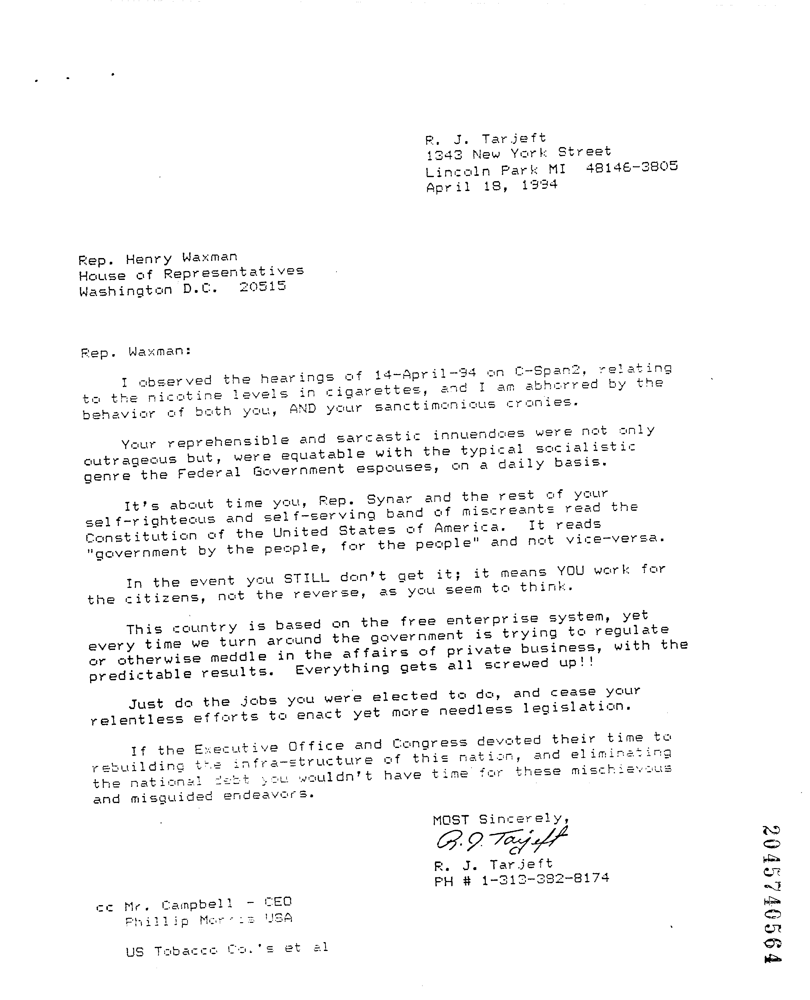 R. J. Tarjeft
1343 New York Street
Lincoln Park MI  48146-3805
April 18, 1994
Rep. Henry Waxman
House of Representatives
Washington D.C.  20515
Rep. Waxman:
I observed the hearings of 14-April-94 on C-Span2, relating
to the nicotine levels in cigarettes, and I am abhorred by the
behavior of both you, AND your sanctimonious cronies.
Your reprehensible and sarcastic innuendoes were not only
outrageous but, were equatable with the typical socialistic
genre the Federal Government espouses, on a daily basis.
It's about time you, Rep. Synar and the rest of your
self-righteous and self-serving band of miscreants read the
Constitution of the United States of America.  It reads
"government by the people, for the people" and not vice-versa.
In the event you STILL don't get it; it means YOU work for
the citizens, not the reverse, as you seem to think.
This country is based on the free enterprise system, yet
every time we turn around the government is trying to regulate
or otherwise meddle in the affairs of private business, with the
predictable results.  Everything gets all screwed up!!
Just do the jobs you were elected to do, and cease your
relentless efforts to enact yet more needless legislation.
If the Executive Office and Congress devoted their time to
rebuilding the infra-structure of this nation, and eliminating
the national debt you wouldn't have time for these mischievous
and misguided endeavors.
MOST Sincerely,
R. J. Tarjeft
R. J. Tarjeft
PH # 1-313-392-8174
cc Mr. Campbell - CEO
Phillip Morris USA
US Tobacco Co.'s et al
2045740564